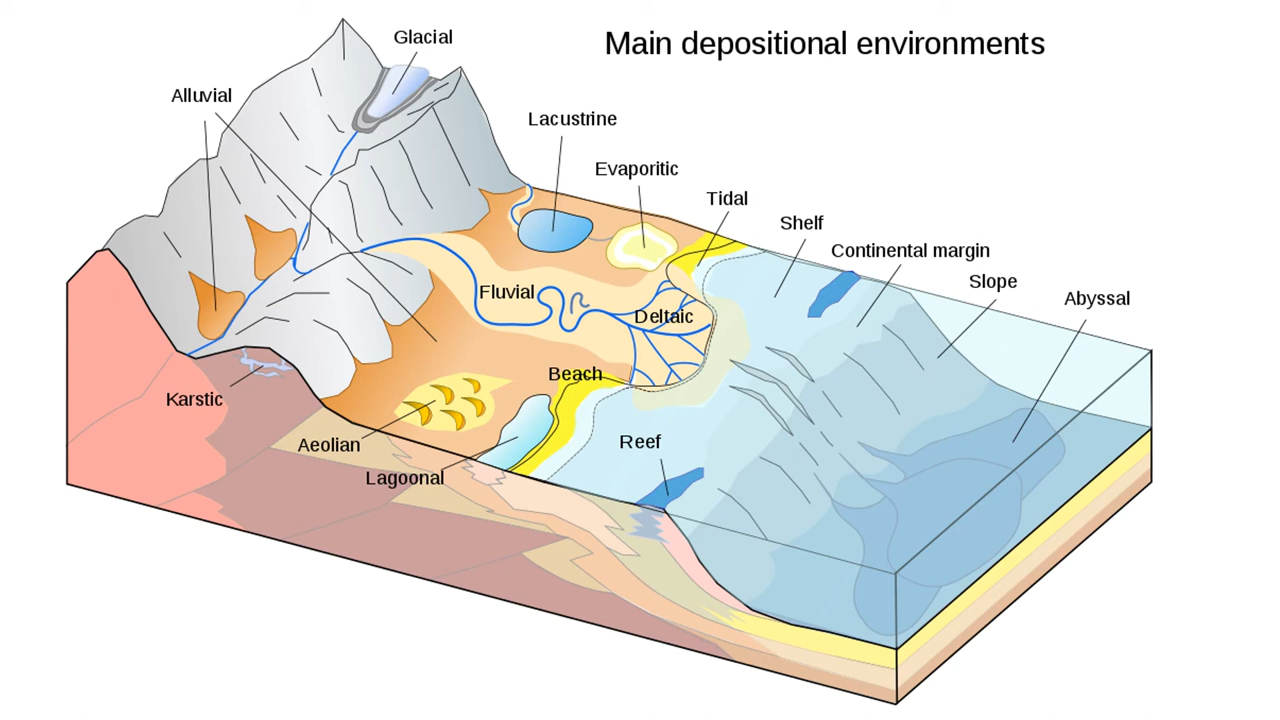 Main depositional environments
Glacial
Alluvial
Lacustrine
Evaporitic
Tidal
Shelf
Continental margin
Slope
Abyssal
Fluvial
Deltaic
Beach
Karstic
Aeolian
Reef
Lagoonal